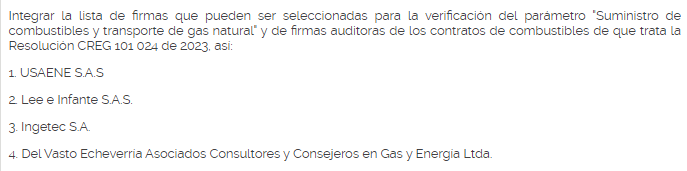 Integrar la lista de firmas que pueden ser seleccionadas para la verificación del parámetro "Suministro de
combustibles y transporte de gas natural" y de firmas auditoras de los contratos de combustibles de que trata la
Resolución CREG 101 024 de 2023, así:
1. USAENE S.A.S
2. Lee e Infante S.A.S.
3. Ingetec S.A.
4. Del Vasto Echeverría Asociados Consultores y Consejeros en Gas y Energía Ltda.